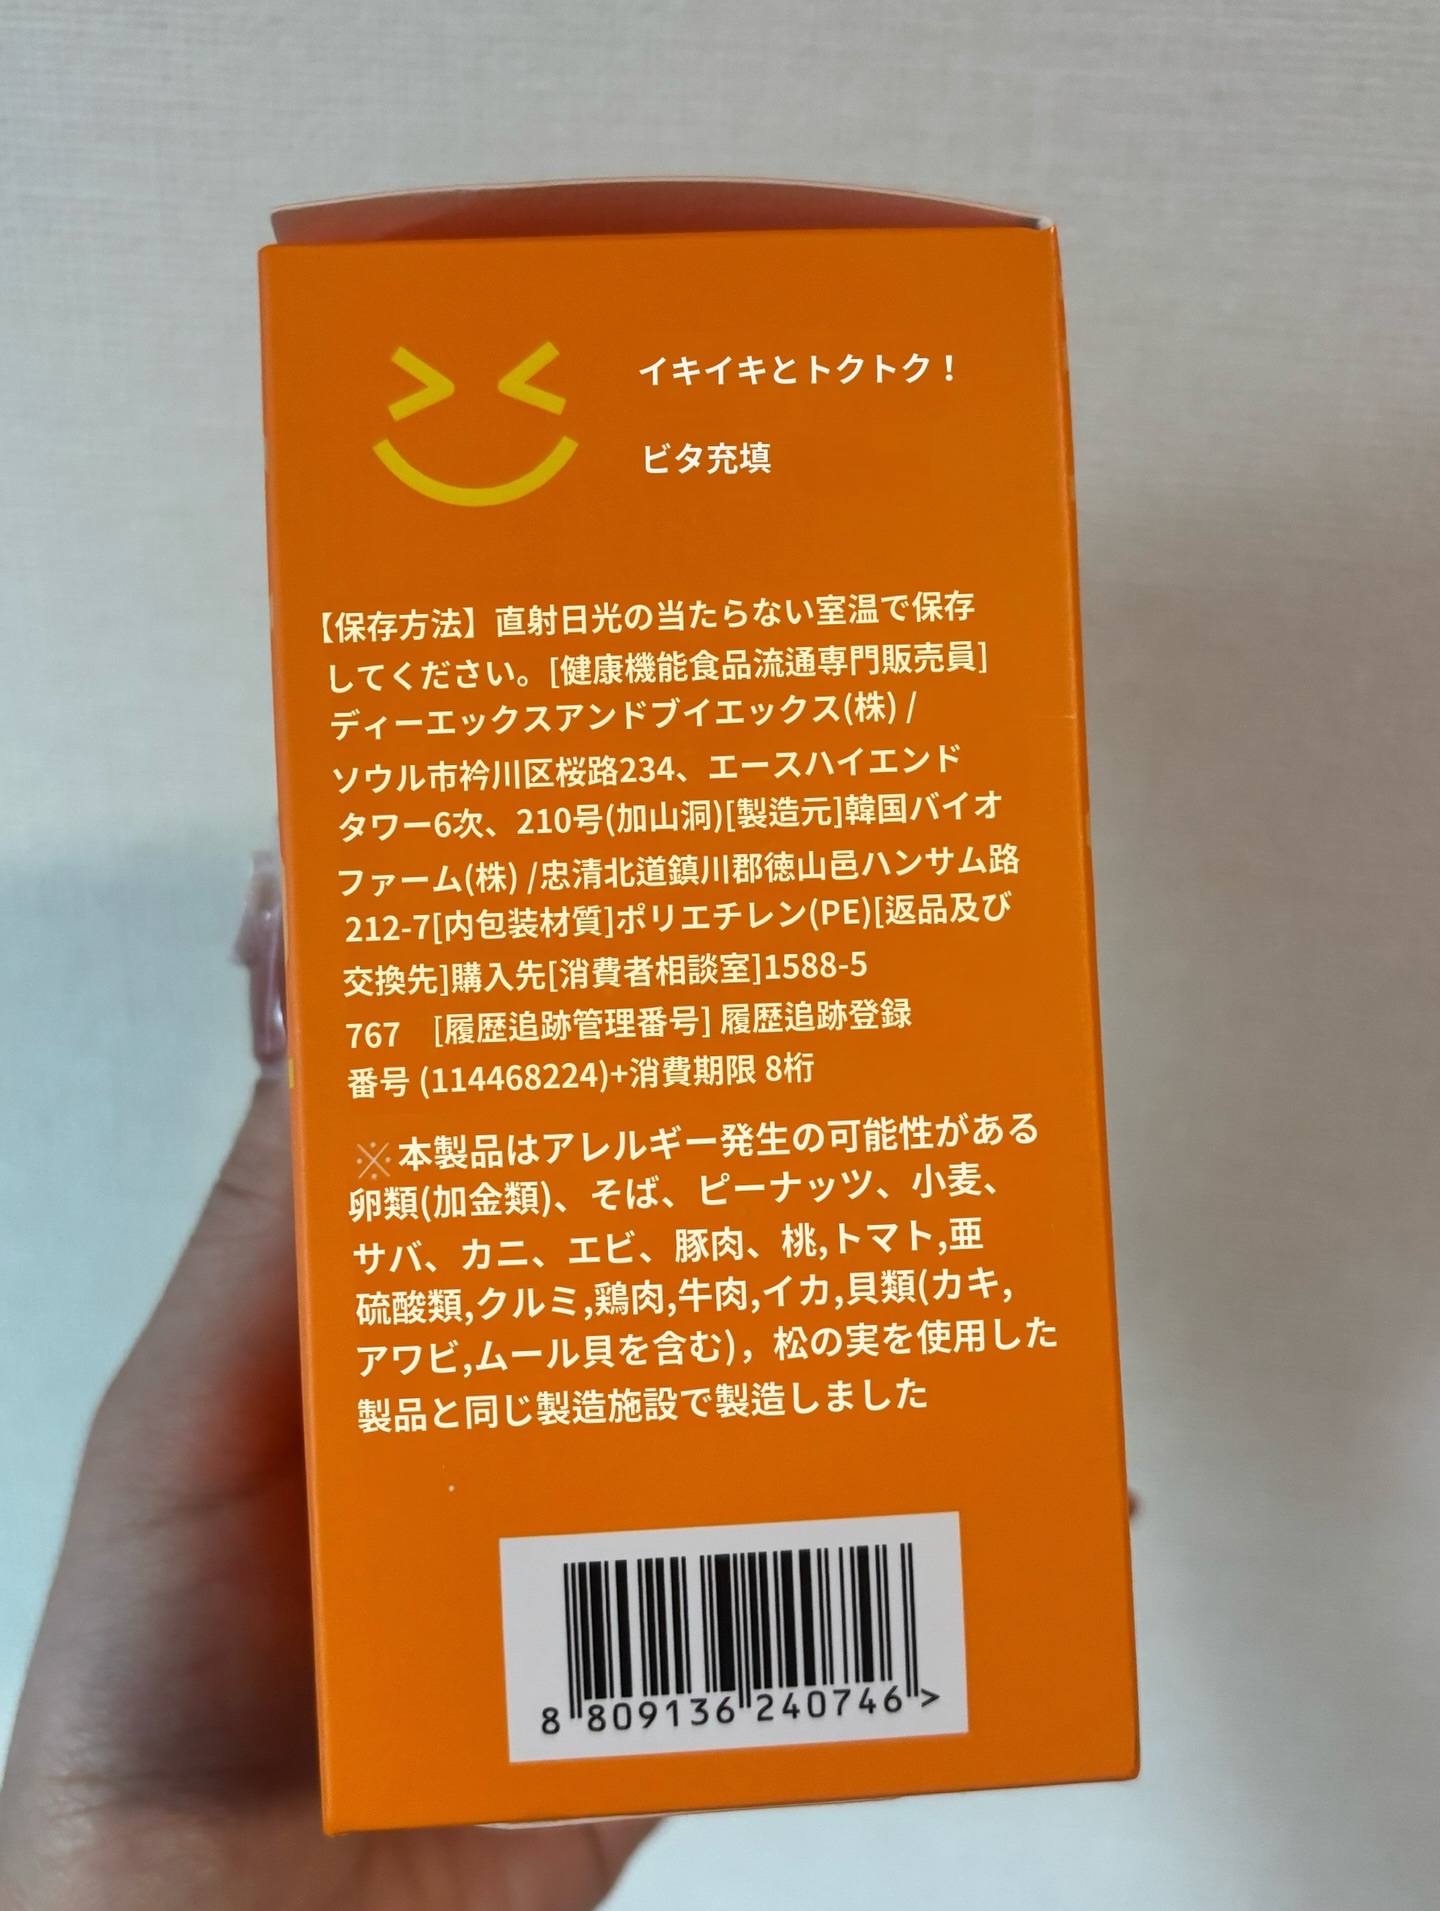 イキイキとトクトク！
ビタ充填
【保存方法】直射日光の当たらない室温で保存
してください。[健康機能食品流通専門販売員]
ディーエックスアンドブイエックス(株) /
ソウル市衿川区桜路234、エースハイエンド
タワー6次、210号(加山洞)[製造元]韓国バイオ
ファーム(株) /忠清北道鎮川郡徳山邑ハンサム路
212-7[内包装材質]ポリエチレン(PE)[返品及び
交換先]購入先[消費者相談室]1588-5
767　[履歴追跡管理番号] 履歴追跡登録
番号 (114468224)+消費期限 8桁
※本製品はアレルギー発生の可能性がある
卵類(加金類)、そば、ピーナッツ、小麦、
サバ、カニ、エビ、豚肉、桃,トマト,亜
硫酸類,クルミ,鶏肉,牛肉,イカ,貝類(カキ,
アワビ,ムール貝を含む)，松の実を使用した
製品と同じ製造施設で製造しました
8 809136 240746 >